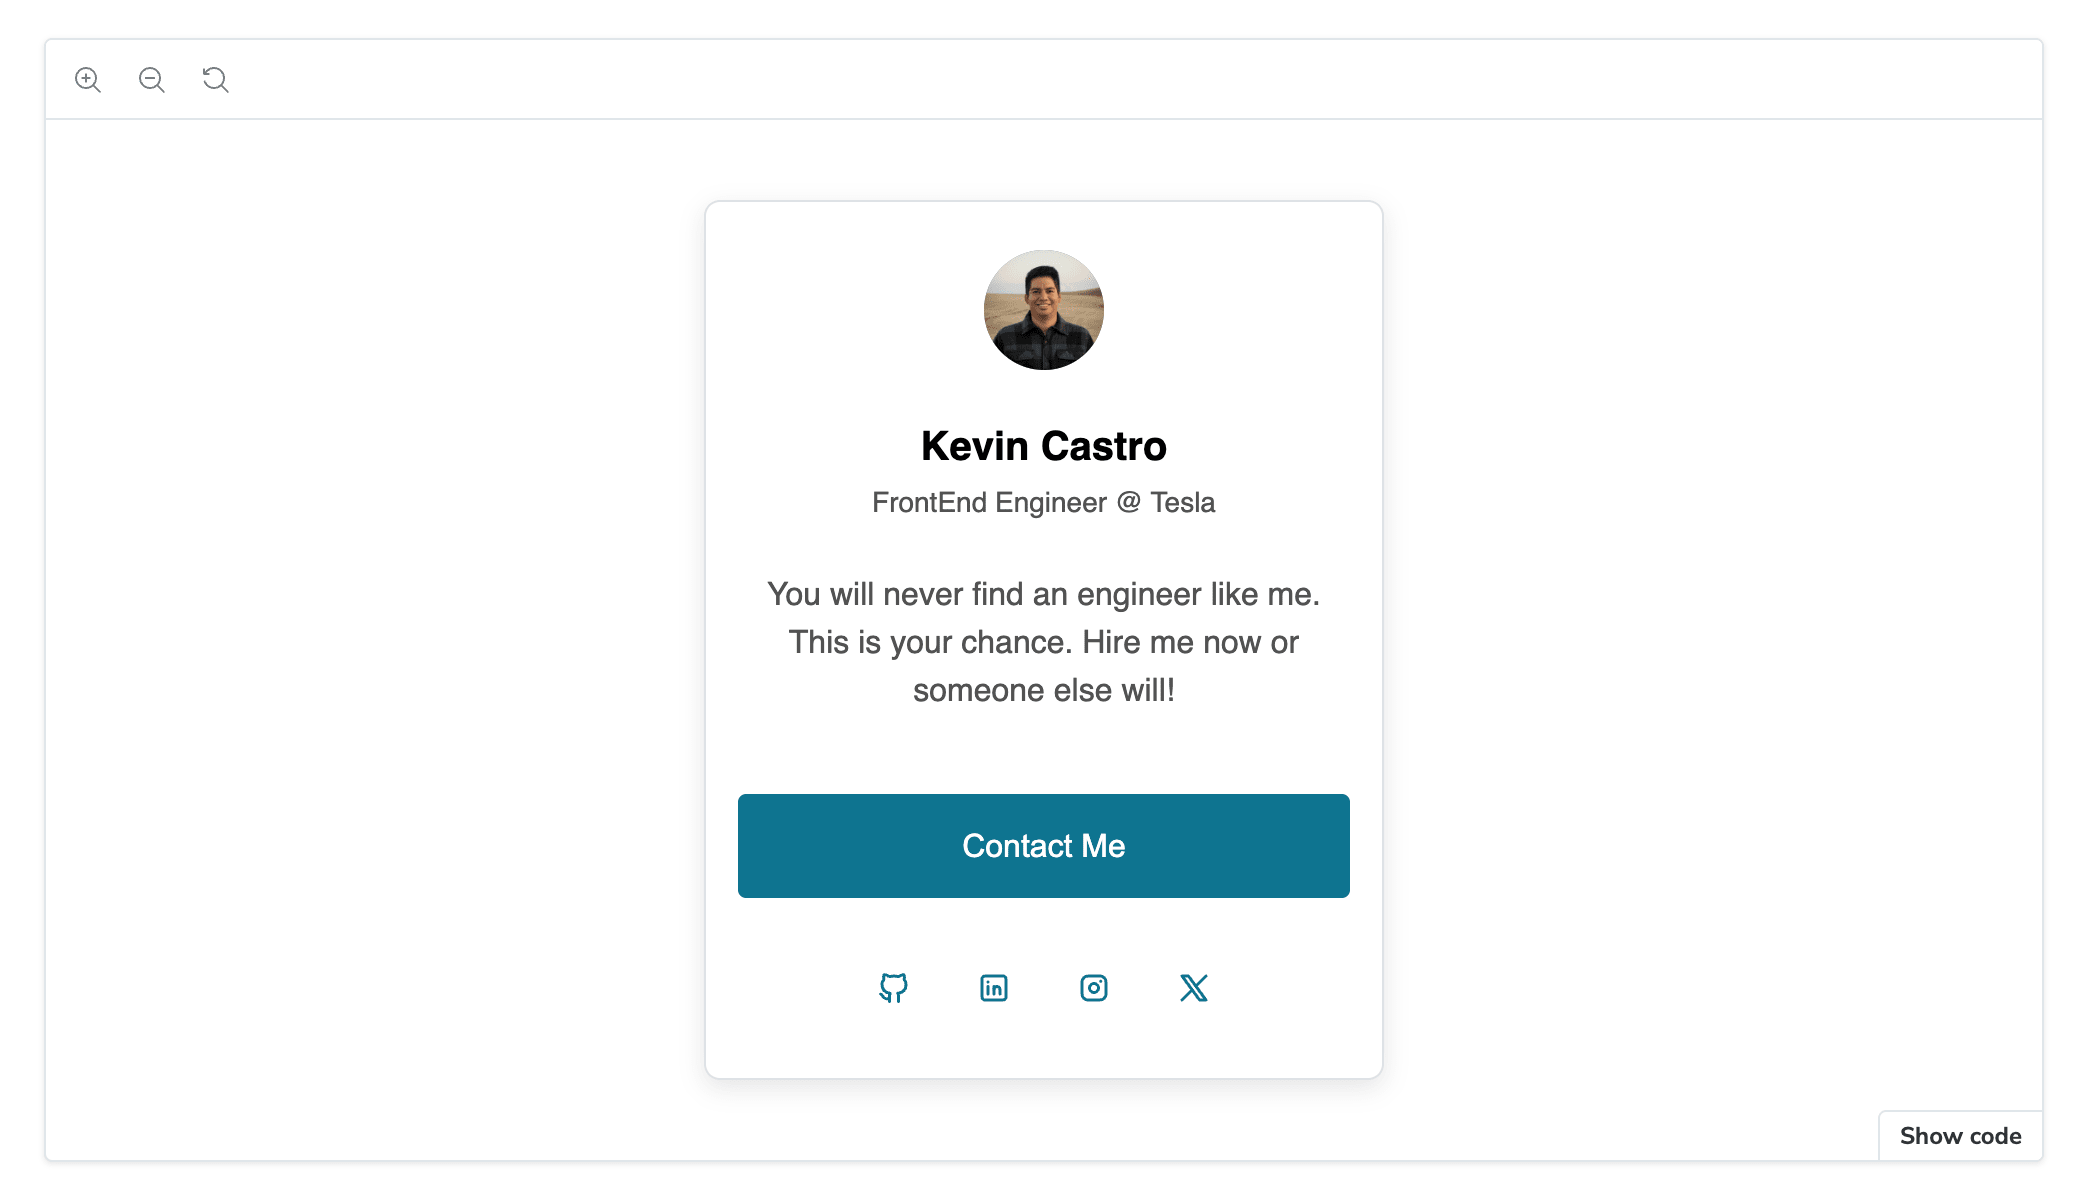 Kevin Castro
FrontEnd Engineer @ Tesla
You will never find an engineer like me.
This is your chance. Hire me now or
someone else will!
Contact Me
in
Show code